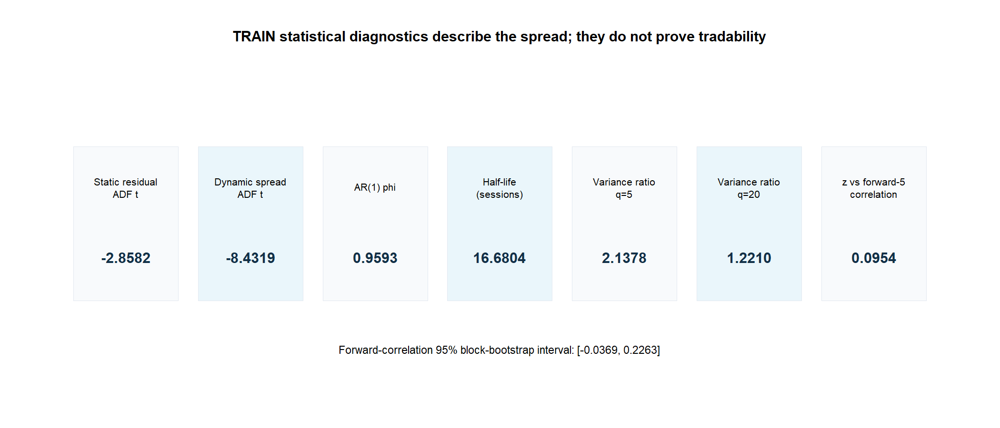 TRAIN statistical diagnostics describe the spread; they do not prove tradability
Static residual
ADF t
-2.8582
Dynamic spread
ADF t
-8.4319
AR(1) phi
0.9593
Half-life
(sessions)
16.6804
Variance ratio
q=5
2.1378
Variance ratio
q=20
1.2210
z vs forward-5
correlation
0.0954
Forward-correlation 95% block-bootstrap interval: [-0.0369, 0.2263]